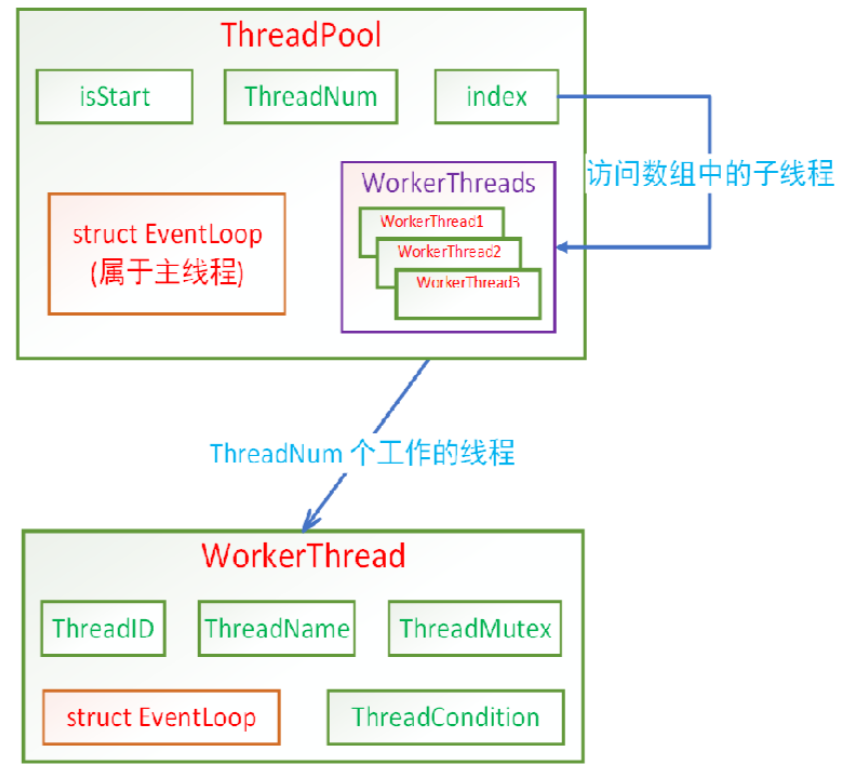 ThreadPool
isStart
ThreadNum
index
访问数组中的子线程
WorkerThreads
WorkerThread1
WorkerThread2
WorkerThread3
struct EventLoop
(属于主线程)
ThreadNum 个工作的线程
WorkerThread
ThreadID
ThreadName
ThreadMutex
struct EventLoop
ThreadCondition